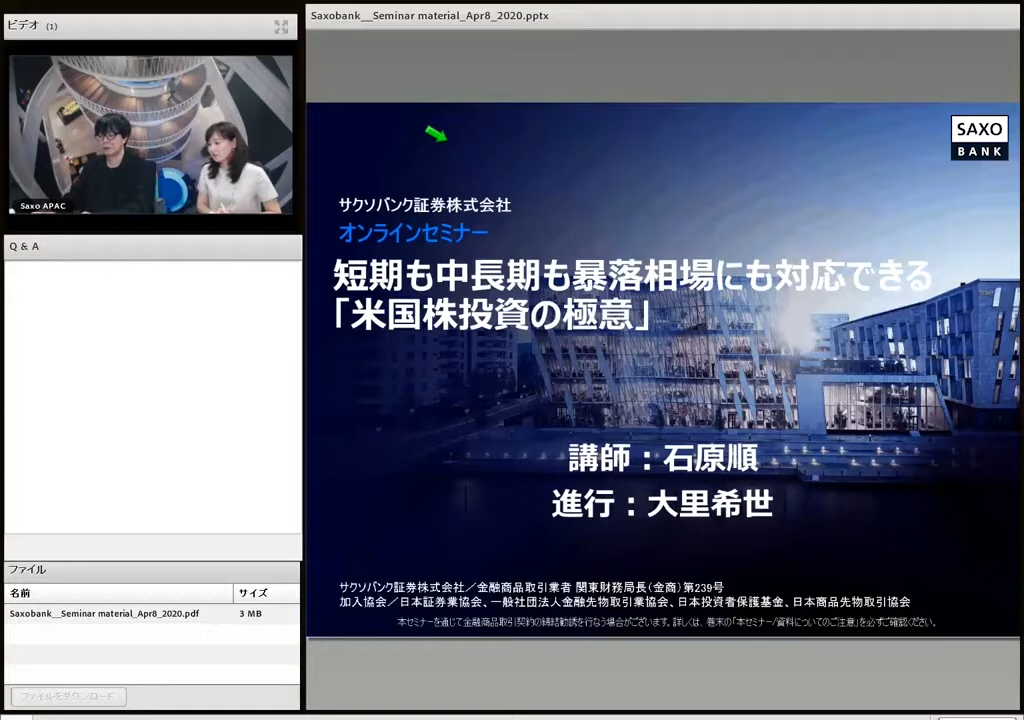 ビデオ (1)
Saxo APAC
Q & A
ファイル
名前 サイズ
Saxobank__Seminar material_Apr8_2020.pdf 3 MB
ファイルをダウンロード
Saxobank__Seminar material_Apr8_2020.pptx
SAXO
BANK
サクソバンク証券株式会社
オンラインセミナー
短期も中長期も暴落相場にも対応できる
「米国株投資の極意」
講師：石原順
進行：大里希世
サクソバンク証券株式会社／金融商品取引業者 関東財務局長（金商）第239号
加入協会／日本証券業協会、一般社団法人金融先物取引業協会、日本投資者保護基金、日本商品先物取引協会
本セミナーを通じて金融商品取引契約の締結勧誘を行なう場合がございます。詳しくは、巻末の「本セミナー/資料についてのご注意」を必ずご確認ください。